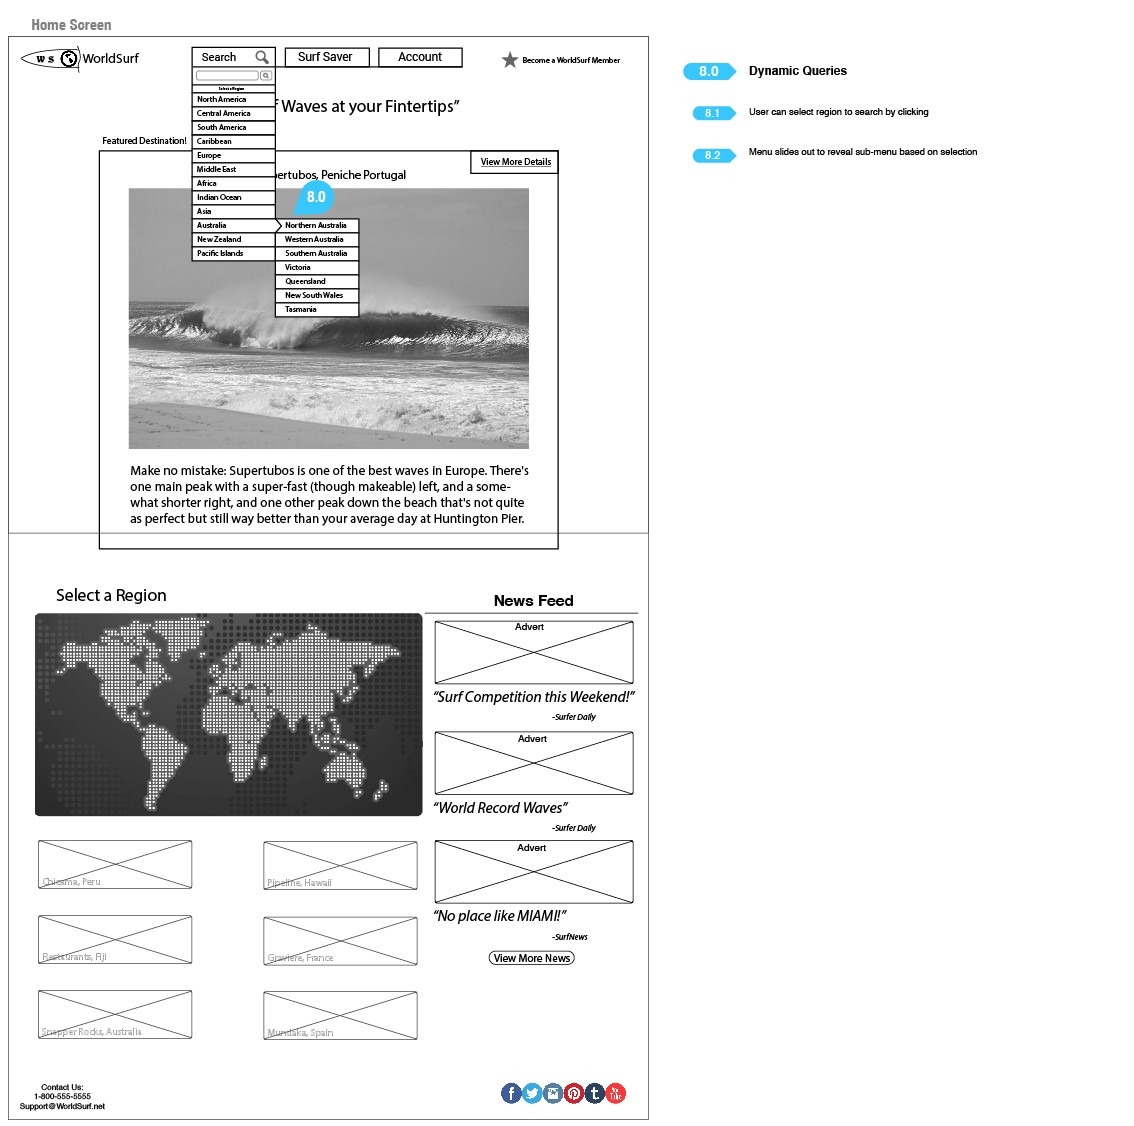 Home Screen
W S WorldSurf
Search
Surf Saver
Account
Become a WorldSurf Member
Select a Region
North America
Central America
South America
Caribbean
Europe
Middle East
Africa
Indian Ocean
Asia
Australia
New Zealand
Pacific Islands
Northern Australia
Western Australia
Southern Australia
Victoria
Queensland
New South Wales
Tasmania
8.0
Waves at your Fintertips”
Featured Destination!
View More Details
pertubos, Peniche Portugal
Make no mistake: Supertubos is one of the best waves in Europe. There's
one main peak with a super-fast (though makeable) left, and a some-
what shorter right, and one other peak down the beach that's not quite
as perfect but still way better than your average day at Huntington Pier.
Select a Region
Chicama, Peru
Pipeline, Hawaii
Restaurants, Fiji
Graviere, France
Snapper Rocks, Australia
Mundaka, Spain
News Feed
Advert
“Surf Competition this Weekend!”
-Surfer Daily
Advert
“World Record Waves”
-Surfer Daily
Advert
“No place like MIAMI!”
-SurfNews
View More News
Contact Us:
1-800-555-5555
Support@WorldSurf.net
You Tube
8.0 Dynamic Queries
8.1 User can select region to search by clicking
8.2 Menu slides out to reveal sub-menu based on selection